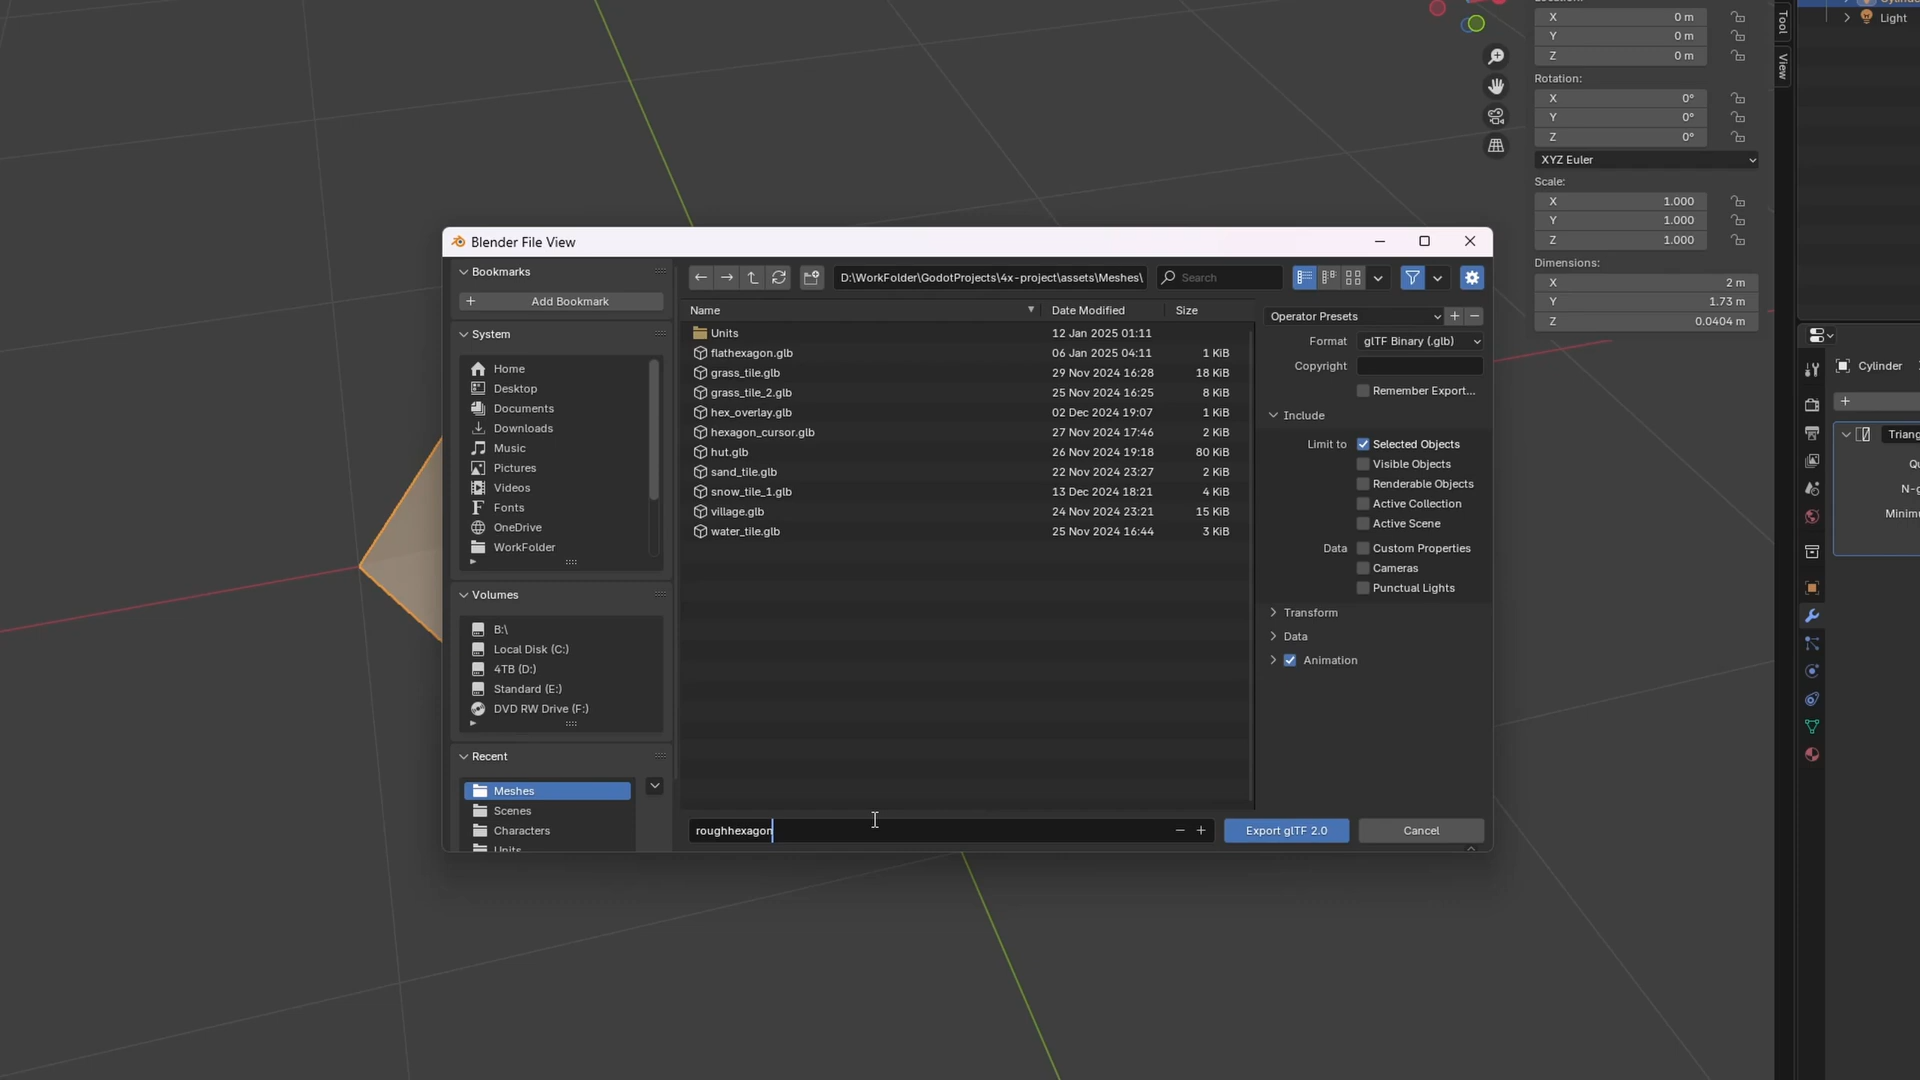 Location:
X 0 m
Y 0 m
Z 0 m
Rotation:
X 0°
Y 0°
Z 0°
XYZ Euler
Scale:
X 1.000
Y 1.000
Z 1.000
Dimensions:
X 2 m
Y 1.73 m
Z 0.0404 m
Tool
View
Light
Cylinder
Minimu
Blender File View
Bookmarks
Add Bookmark
System
Home
Desktop
Documents
Downloads
Music
Pictures
Videos
Fonts
OneDrive
WorkFolder
Volumes
B:\
Local Disk (C:)
4TB (D:)
Standard (E:)
DVD RW Drive (F:)
Recent
Meshes
Scenes
Characters
Units
D:\WorkFolder\GodotProjects\4x-project\assets\Meshes\
Search
Name Date Modified Size
Units 12 Jan 2025 01:11
flathexagon.glb 06 Jan 2025 04:11 1 KiB
grass_tile.glb 29 Nov 2024 16:28 18 KiB
grass_tile_2.glb 25 Nov 2024 16:25 8 KiB
hex_overlay.glb 02 Dec 2024 19:07 1 KiB
hexagon_cursor.glb 27 Nov 2024 17:46 2 KiB
hut.glb 26 Nov 2024 19:18 80 KiB
sand_tile.glb 22 Nov 2024 23:27 2 KiB
snow_tile_1.glb 13 Dec 2024 18:21 4 KiB
village.glb 24 Nov 2024 23:21 15 KiB
water_tile.glb 25 Nov 2024 16:44 3 KiB
Operator Presets
Format glTF Binary (.glb)
Copyright
Remember Export...
Include
Limit to Selected Objects
Visible Objects
Renderable Objects
Active Collection
Active Scene
Data Custom Properties
Cameras
Punctual Lights
Transform
Data
Animation
roughhexagon
Export glTF 2.0
Cancel
Triang
Qu
N-g